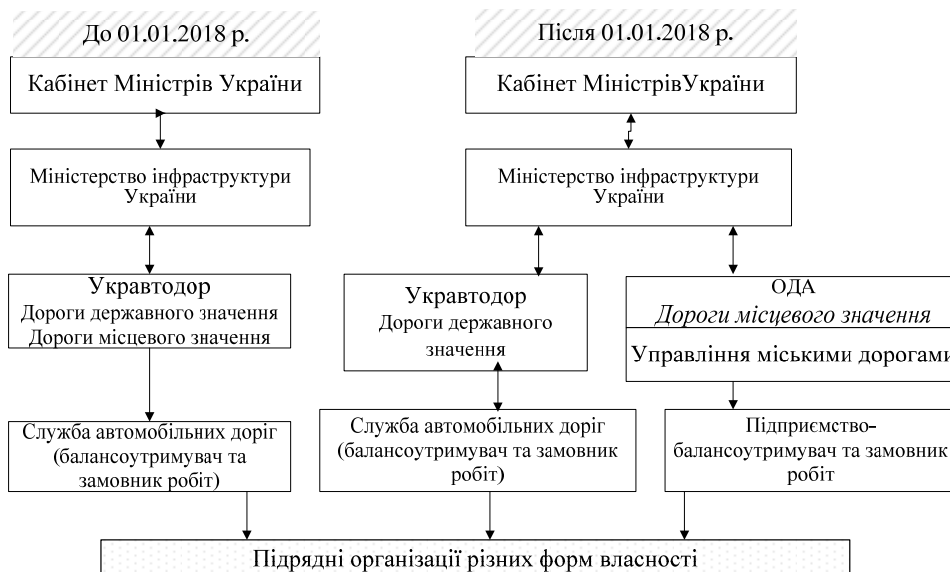 До 01.01.2018 р.
Кабінет Міністрів України
Міністерство інфраструктури
України
Укравтодор
Дороги державного значення
Дороги місцевого значення
Служба автомобільних доріг
(балансоутримувач та
замовник робіт)
Після 01.01.2018 р.
Кабінет МіністрівУкраїни
Міністерство інфраструктури
України
Укравтодор
Дороги державного
значення
Служба автомобільних доріг
(балансоутримувач та замовник
робіт)
ОДА
Дороги місцевого значення
Управління міськими дорогами
Підприємство-
балансоутримувач та замовник
робіт
Підрядні організації різних форм власності